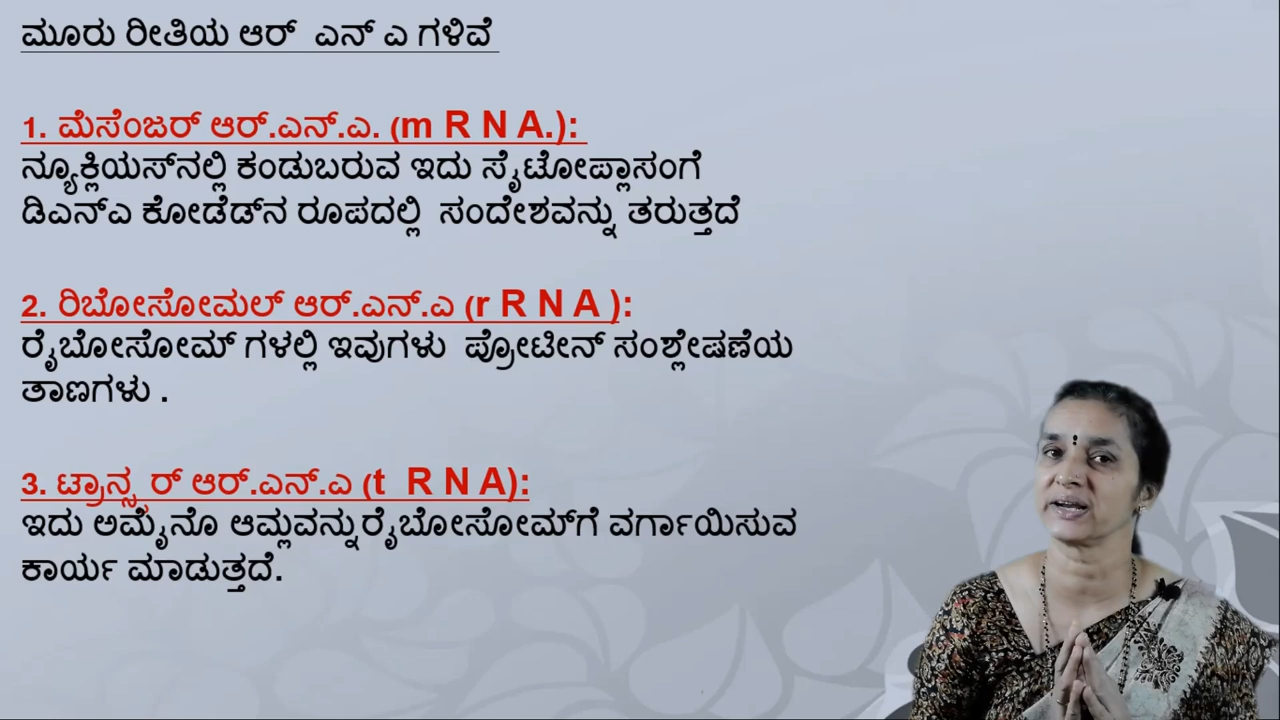 ಮೂರು ರೀತಿಯ ಆರ್ ಎನ್ ಎ ಗಳಿವೆ
1. ಮೆಸೆಂಜರ್ ಆರ್.ಎನ್.ಎ. (m R N A.):
ನ್ಯೂಕ್ಲಿಯಸ್‌ನಲ್ಲಿ ಕಂಡುಬರುವ ಇದು ಸೈಟೋಪ್ಲಾಸಂಗೆ
ಡಿಎನ್ಎ ಕೋಡೆಡ್‌ನ ರೂಪದಲ್ಲಿ ಸಂದೇಶವನ್ನು ತರುತ್ತದೆ
2. ರಿಬೋಸೋಮಲ್ ಆರ್.ಎನ್.ಎ (r R N A ):
ರೈಬೋಸೋಮ್ ಗಳಲ್ಲಿ ಇವುಗಳು ಪ್ರೋಟೀನ್ ಸಂಶ್ಲೇಷಣೆಯ
ತಾಣಗಳು .
3. ಆರ್.ಎನ್.ಎ (t R N A):
ಇದು ಅಮೈನೊ ಆಮ್ಲವನ್ನುರೈಬೋಸೋಮ್‌ಗೆ ವರ್ಗಾಯಿಸುವ
ಕಾರ್ಯ ಮಾಡುತ್ತದೆ.